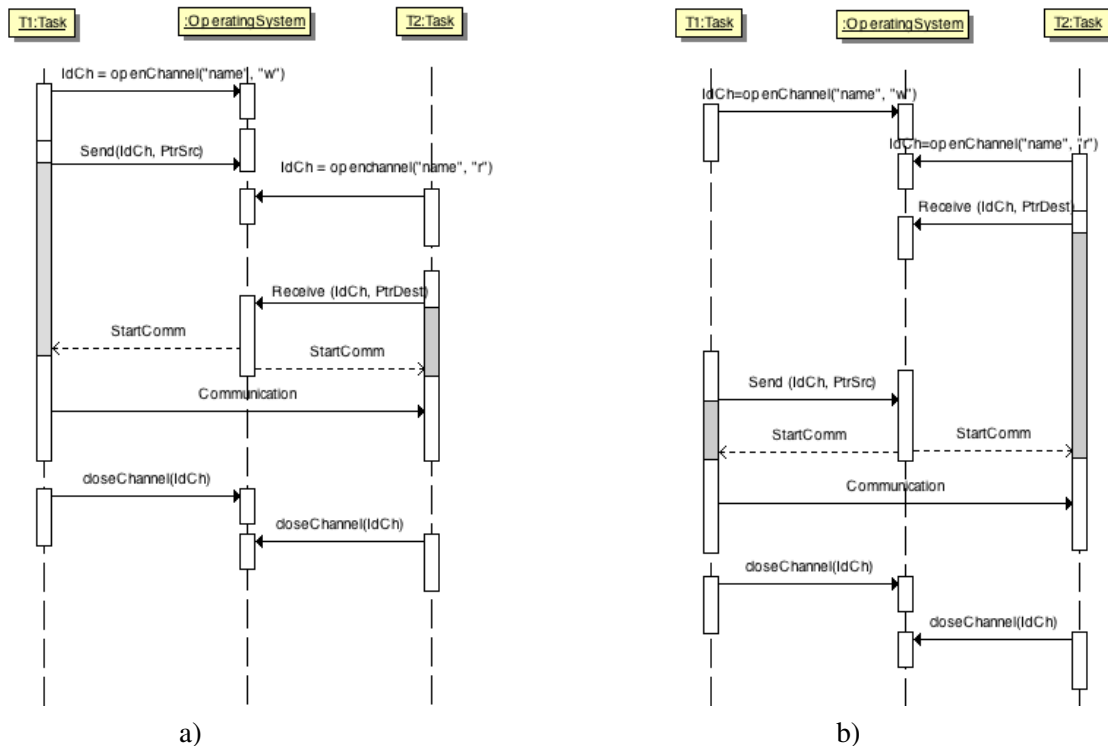 T1:Task
:OperatingSystem
T2:Task
IdCh = openChannel("name", "w")
Send(IdCh, PtrSrc)
IdCh = openchannel("name", "r")
Receive (IdCh, PtrDest)
StartComm
StartComm
Communication
closeChannel(IdCh)
closeChannel(IdCh)
a)
T1:Task
:OperatingSystem
T2:Task
IdCh=openChannel("name", "w")
IdCh=openChannel("name", "r")
Receive (IdCh, PtrDest)
Send (IdCh, PtrSrc)
StartComm
StartComm
Communication
closeChannel(IdCh)
closeChannel(IdCh)
b)